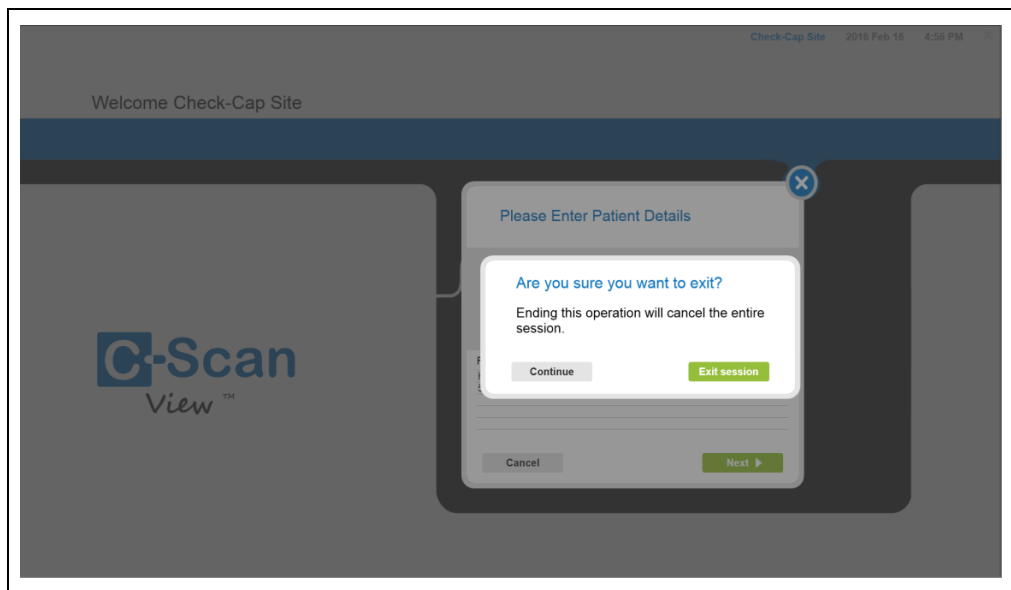 Check-Cap Site 2018 Feb 16 4:56 PM X
Welcome Check-Cap Site
Please Enter Patient Details
Are you sure you want to exit?
Ending this operation will cancel the entire
session.
Continue Exit session
C-Scan
View ™
Cancel Next